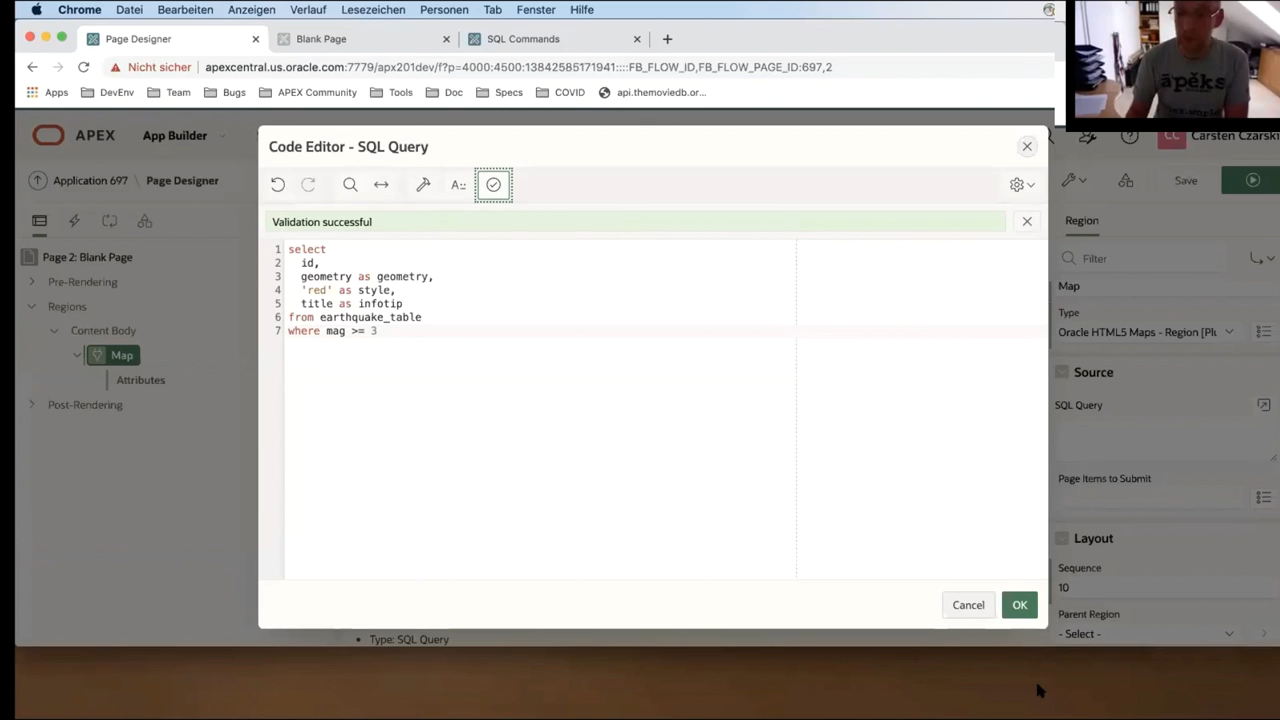 Chrome Datei Bearbeiten Anzeigen Verlauf Lesezeichen Personen Tab Fenster Hilfe
Page Designer Blank Page SQL Commands
Nicht sicher apexcentral.us.oracle.com:7779/apx201dev/f?p=4000:4500:13842585171941::::FB_FLOW_ID,FB_FLOW_PAGE_ID:697,2
Apps DevEnv Team Bugs APEX Community Tools Doc Specs COVID api.themoviedb.or...
āpěks
APEX App Builder
Carsten Czarski
Code Editor - SQL Query
Application 697 Page Designer
Save
Validation successful
Region
1 select
2 id,
3 geometry as geometry,
4 'red' as style,
5 title as infotip
6 from earthquake_table
7 where mag >= 3
Page 2: Blank Page
Pre-Rendering
Regions
Content Body
Map
Attributes
Post-Rendering
Filter
Map
Type
Oracle HTML5 Maps - Region [Plu
Source
SQL Query
Page Items to Submit
Layout
Sequence
10
Parent Region
- Select -
Cancel OK
Type: SQL Query